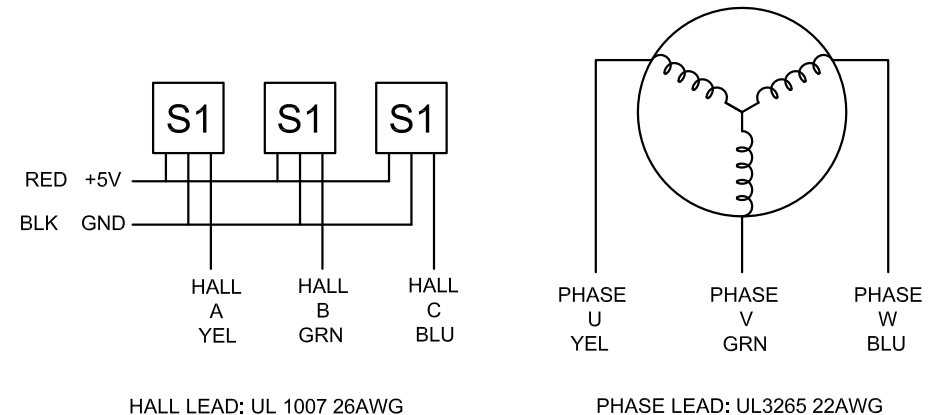 S1 S1 S1
RED +5V
BLK GND
HALL A YEL
HALL B GRN
HALL C BLU
HALL LEAD: UL 1007 26AWG
PHASE U YEL
PHASE V GRN
PHASE W BLU
PHASE LEAD: UL3265 22AWG